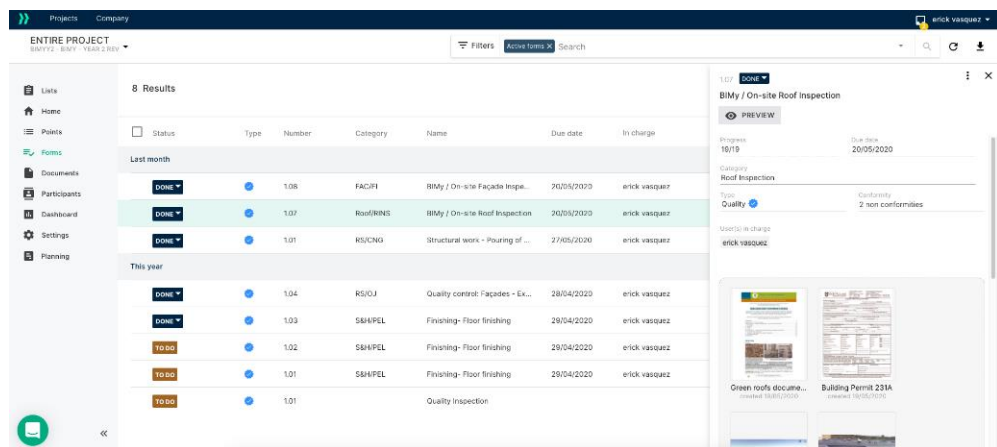 Projects Company
erick vasquez
ENTIRE PROJECT
BIMYY2 - BIMY - YEAR 2 REV
Filters Active forms X Search
Lists
Home
Points
Forms
Documents
Participants
Dashboard
Settings
Planning
8 Results
Status Type Number Category Name Due date In charge
Last month
DONE 1.08 FAC/FI BIMy / On-site Façade Inspe... 20/05/2020 erick vasquez
DONE 1.07 Roof/RINS BIMy / On-site Roof Inspection 20/05/2020 erick vasquez
DONE 1.01 RS/CNG Structural work - Pouring of ... 27/05/2020 erick vasquez
This year
DONE 1.04 RS/OJ Quality control: Façades - Ex... 28/04/2020 erick vasquez
DONE 1.03 S&H/PEL Finishing- Floor finishing 29/04/2020 erick vasquez
TO DO 1.02 S&H/PEL Finishing- Floor finishing 29/04/2020 erick vasquez
TO DO 1.01 S&H/PEL Finishing- Floor finishing 29/04/2020 erick vasquez
TO DO 1.01 Quality Inspection
1.07 DONE
BIMy / On-site Roof Inspection
PREVIEW
Progress Due date
19/19 20/05/2020
Category
Roof Inspection
Type Conformity
Quality 2 non conformities
User(s) in charge
erick vasquez
Green roofs docume... Building Permit 231A
created 19/05/2020 created 19/05/2020